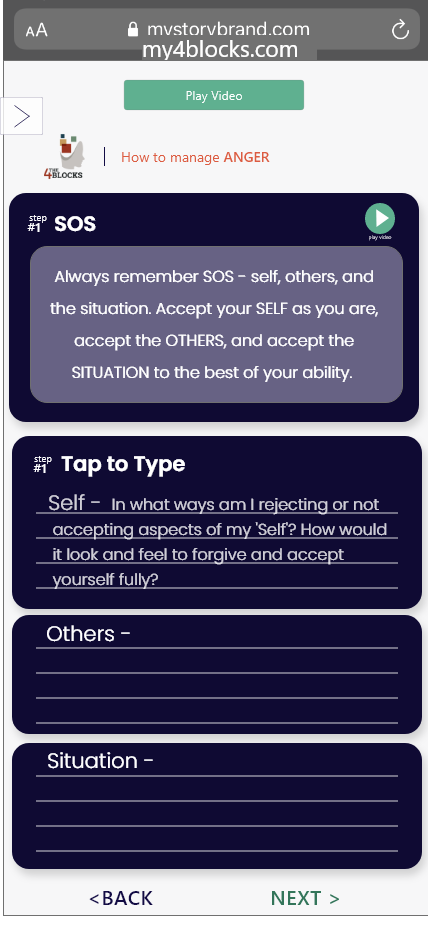 AA mystorybrand.com
my4blocks.com
Play Video
THE
4BLOCKS
How to manage ANGER
step
#1 SOS
play video
Always remember SOS - self, others, and
the situation. Accept your SELF as you are,
accept the OTHERS, and accept the
SITUATION to the best of your ability.
step
#1 Tap to Type
Self - In what ways am I rejecting or not
accepting aspects of my 'Self'? How would
it look and feel to forgive and accept
yourself fully?
Others -
Situation -
<BACK NEXT >